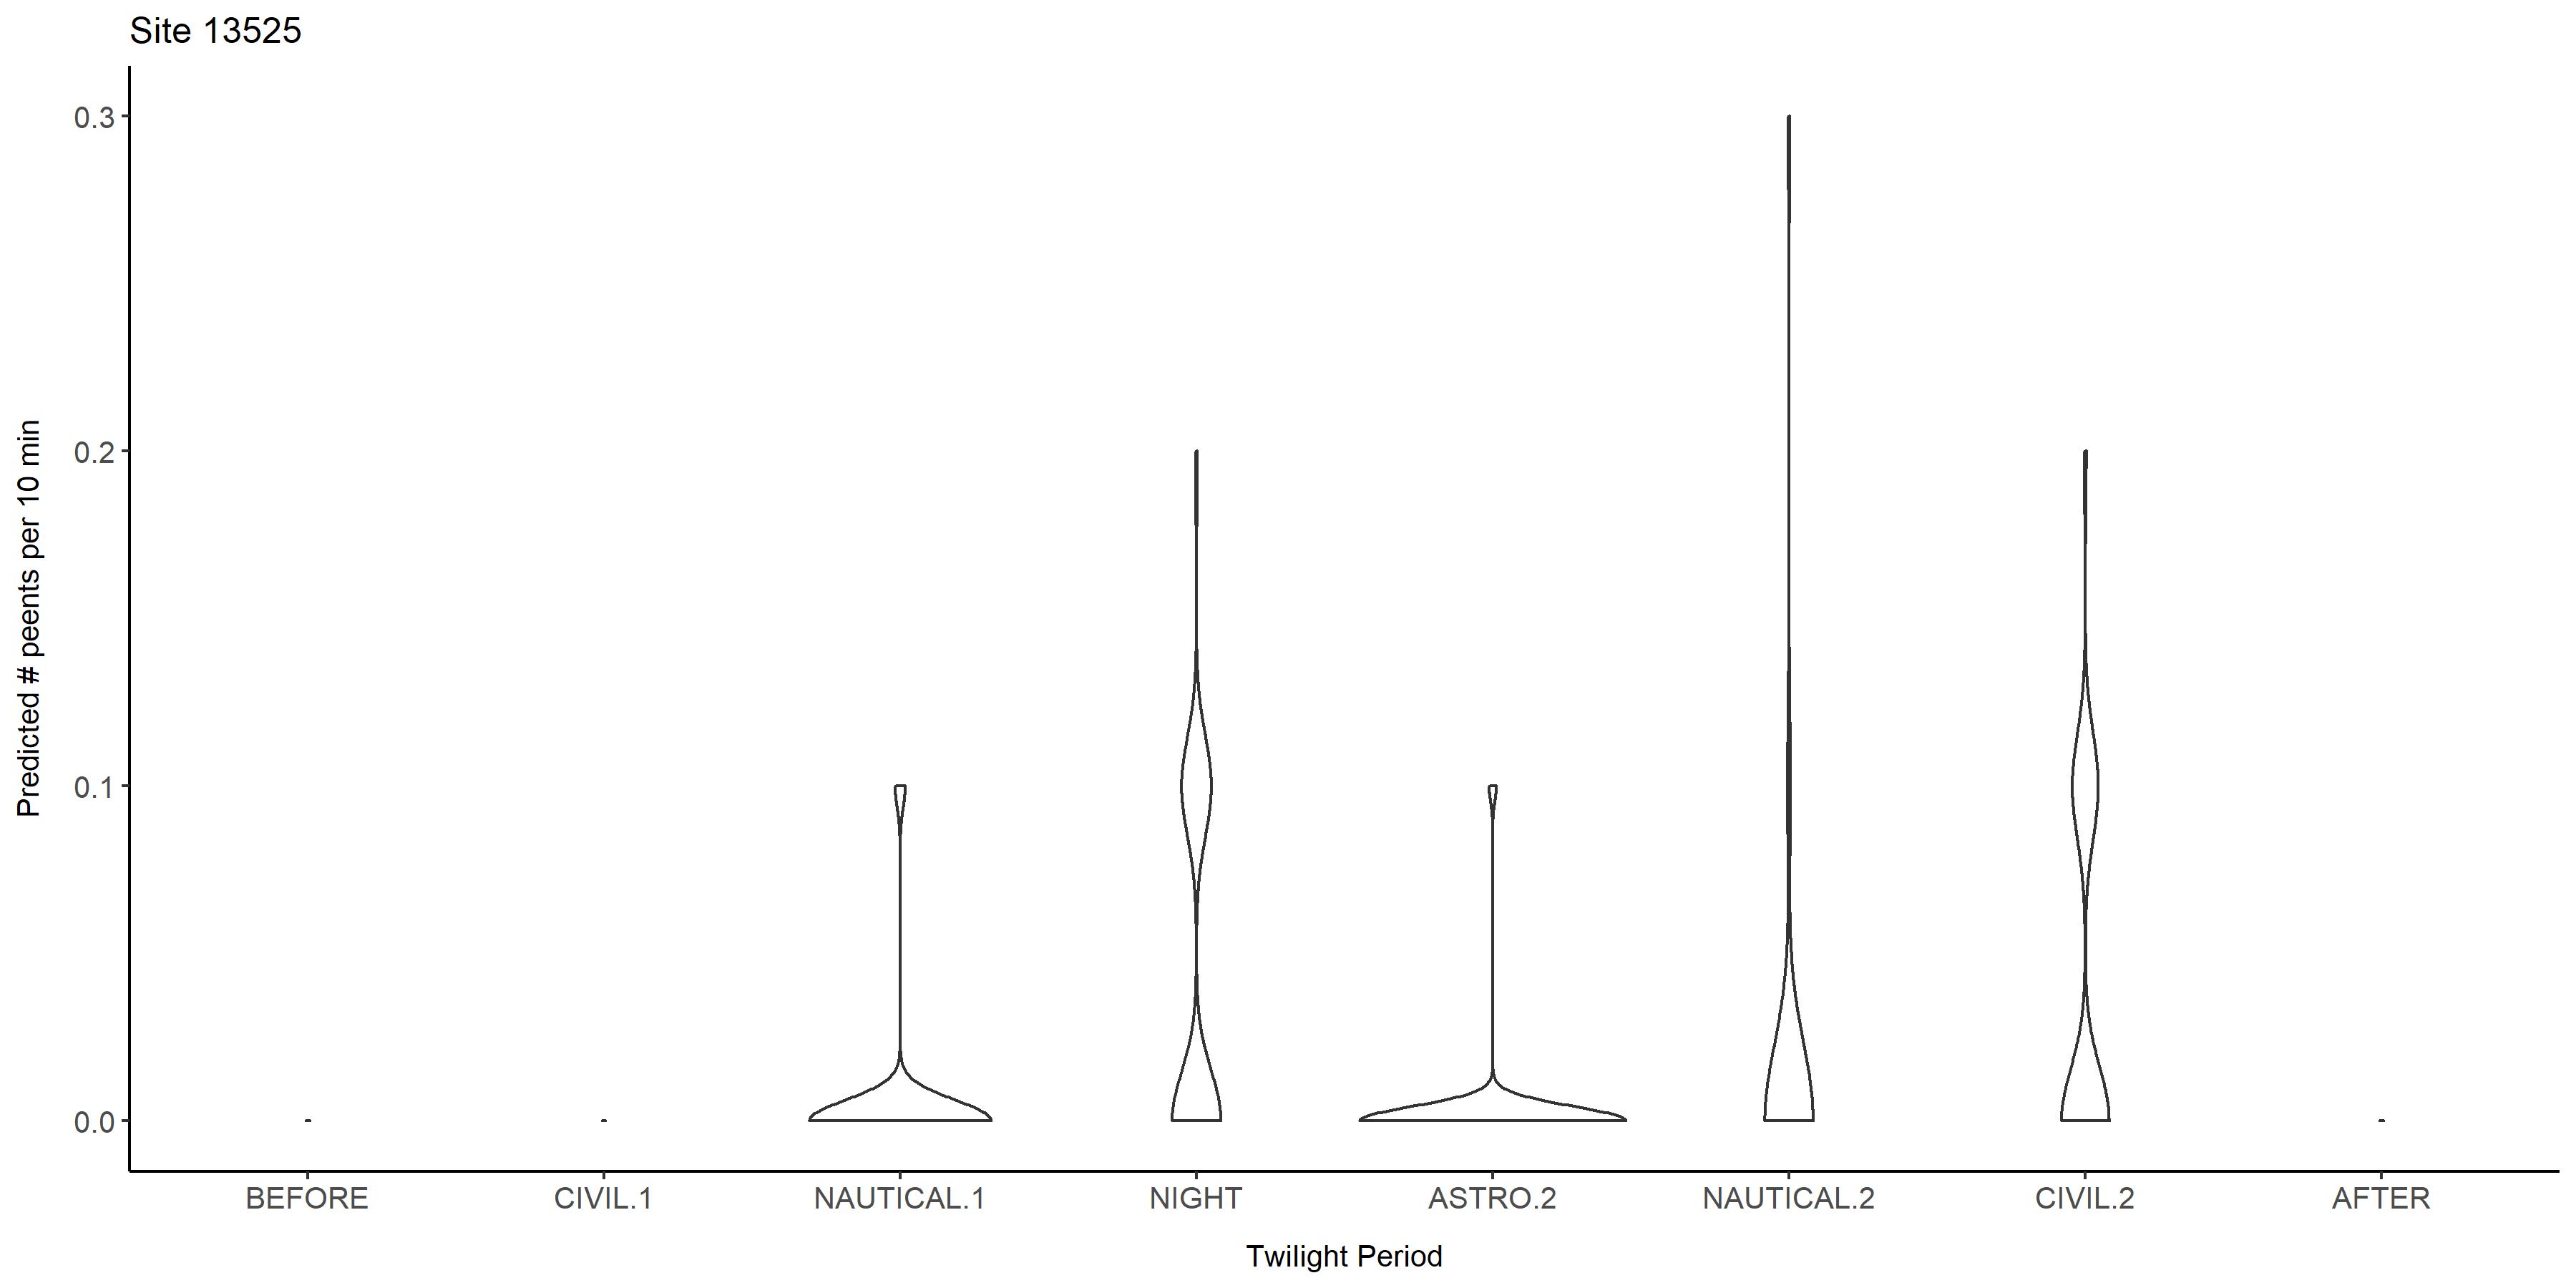 Site 13525
Predicted # peents per 10 min
0.3
0.2
0.1
0.0
BEFORE CIVIL.1 NAUTICAL.1 NIGHT ASTRO.2 NAUTICAL.2 CIVIL.2 AFTER
Twilight Period